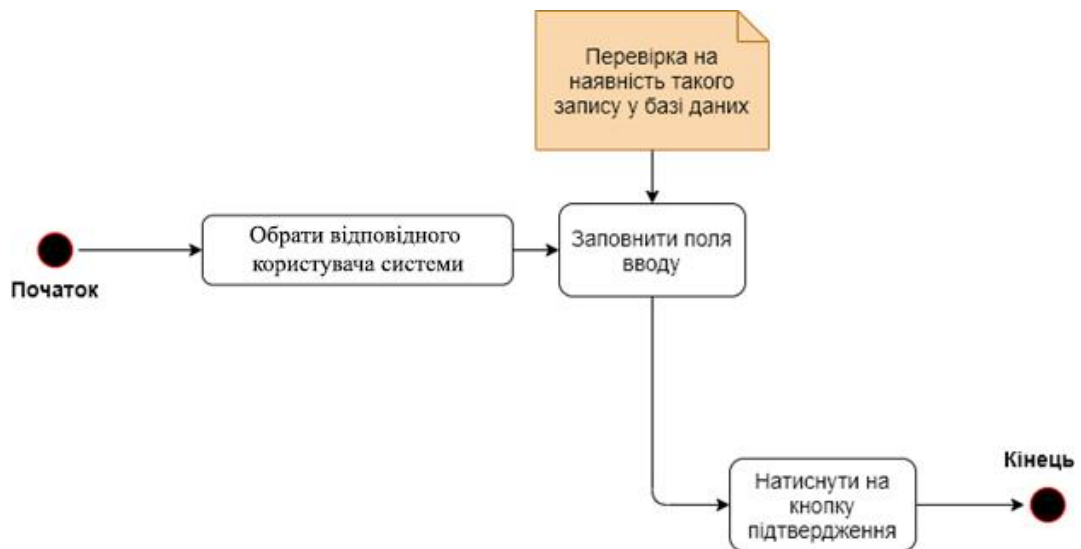 Перевірка на
наявність такого
запису у базі даних
Обрати відповідного
користувача системи
Заповнити поля
вводу
Початок
Кінець
Натиснути на
кнопку
підтвердження